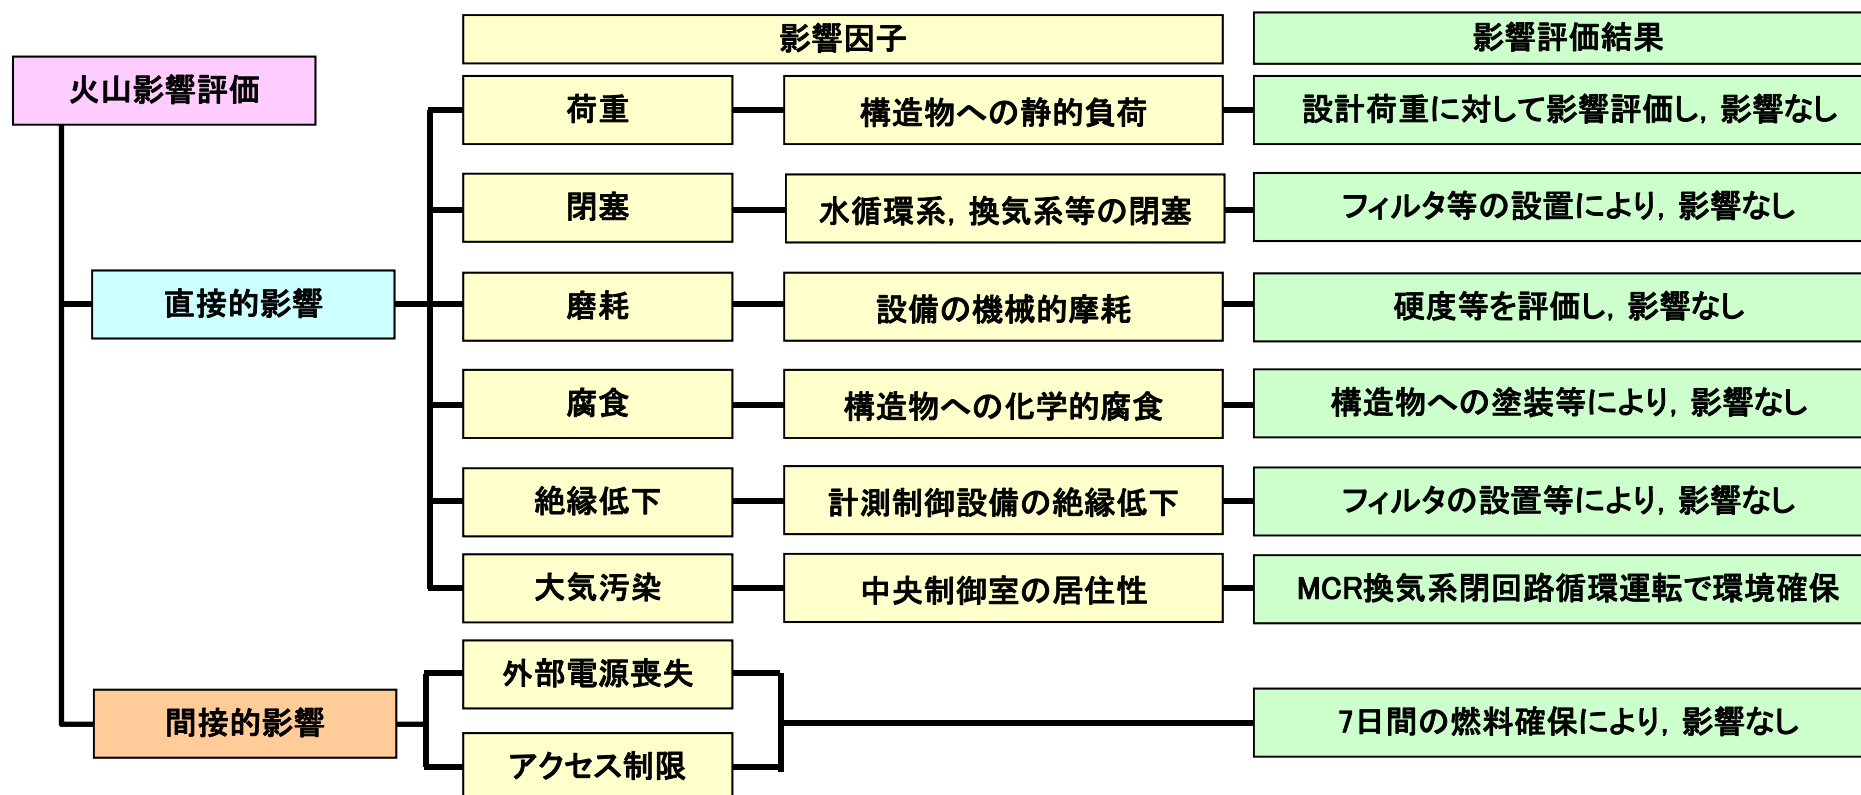 影響因子
影響評価結果
火山影響評価
荷重
構造物への静的負荷
設計荷重に対して影響評価し，影響なし
閉塞
水循環系，換気系等の閉塞
フィルタ等の設置により，影響なし
直接的影響
磨耗
設備の機械的摩耗
硬度等を評価し，影響なし
腐食
構造物への化学的腐食
構造物への塗装等により，影響なし
絶縁低下
計測制御設備の絶縁低下
フィルタの設置等により，影響なし
大気汚染
中央制御室の居住性
MCR換気系閉回路循環運転で環境確保
外部電源喪失
間接的影響
7日間の燃料確保により，影響なし
アクセス制限